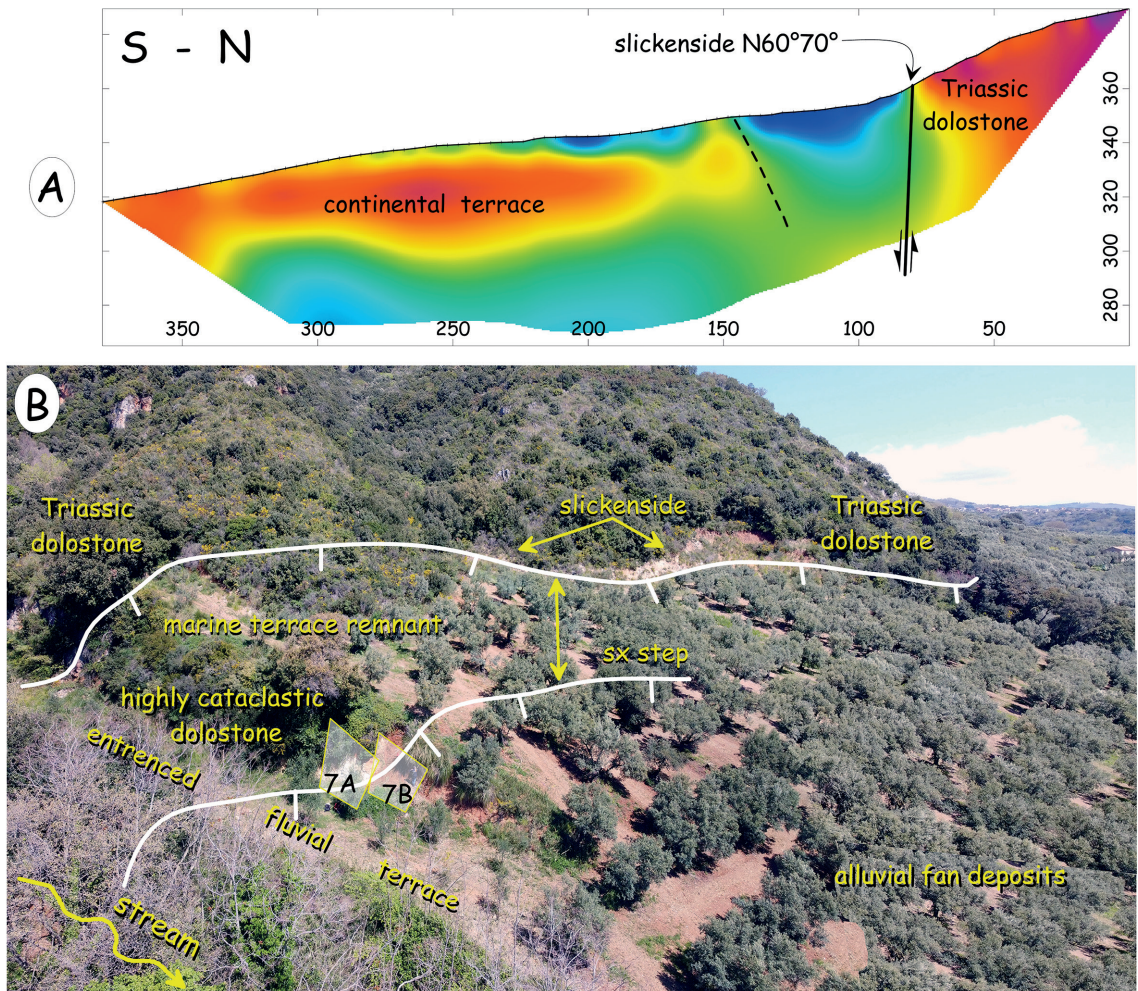 S - N
slickenside N60°70°
Triassic
dolostone
A
continental terrace
360
340
320
300
280
350
300
250
200
150
100
50
B
Triassic
dolostone
slickenside
Triassic
dolostone
marine terrace remnant
sx step
highly cataclastic
dolostone
entrenced
7A
7B
fluvial
terrace
alluvial fan deposits
stream